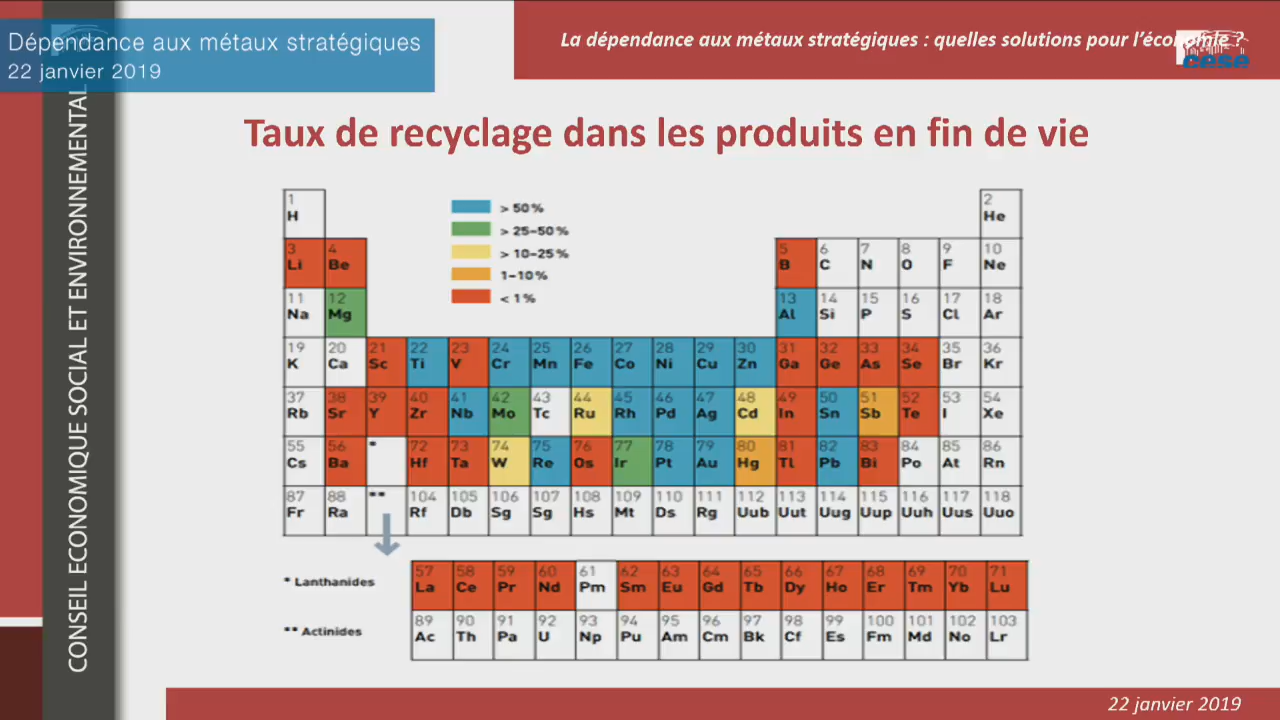 Dépendance aux métaux stratégiques
22 janvier 2019
La dépendance aux métaux stratégiques : quelles solutions pour l'économie ?
cese
CONSEIL ECONOMIQUE SOCIAL ET ENVIRONNEMENTAL
Taux de recyclage dans les produits en fin de vie
> 50 %
> 25-50 %
> 10-25 %
1-10 %
< 1 %
1 2
H He
3 4 5 6 7 8 9 10
Li Be B C N O F Ne
11 12 13 14 15 16 17 18
Na Mg Al Si P S Cl Ar
19 20 21 22 23 24 25 26 27 28 29 30 31 32 33 34 35 36
K Ca Sc Ti V Cr Mn Fe Co Ni Cu Zn Ga Ge As Se Br Kr
37 38 39 40 41 42 43 44 45 46 47 48 49 50 51 52 53 54
Rb Sr Y Zr Nb Mo Tc Ru Rh Pd Ag Cd In Sn Sb Te I Xe
55 56 * 72 73 74 75 76 77 78 79 80 81 82 83 84 85 86
Cs Ba Hf Ta W Re Os Ir Pt Au Hg Tl Pb Bi Po At Rn
87 88 ** 104 105 106 107 108 109 110 111 112 113 114 115 116 117 118
Fr Ra Rf Db Sg Sg Hs Mt Ds Rg Uub Uut Uug Uup Uuh Uus Uuo
* Lanthanides
57 58 59 60 61 62 63 64 65 66 67 68 69 70 71
La Ce Pr Nd Pm Sm Eu Gd Tb Dy Ho Er Tm Yb Lu
** Actinides
89 90 91 92 93 94 95 96 97 98 99 100 101 102 103
Ac Th Pa U Np Pu Am Cm Bk Cf Es Fm Md No Lr
22 janvier 2019